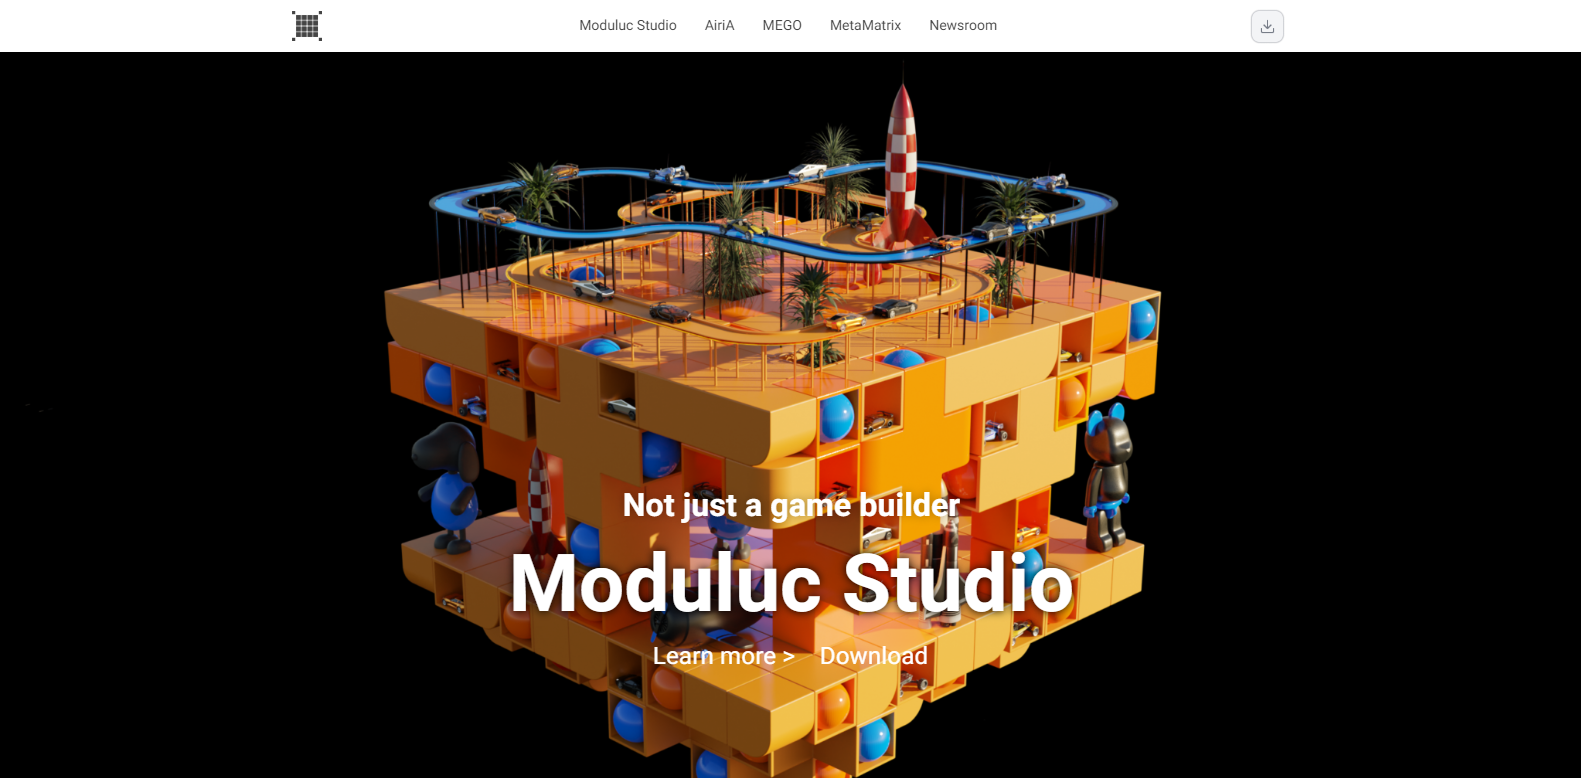 Moduluc Studio AiriA MEGO MetaMatrix Newsroom
Not just a game builder
Moduluc Studio
Learn more > Download